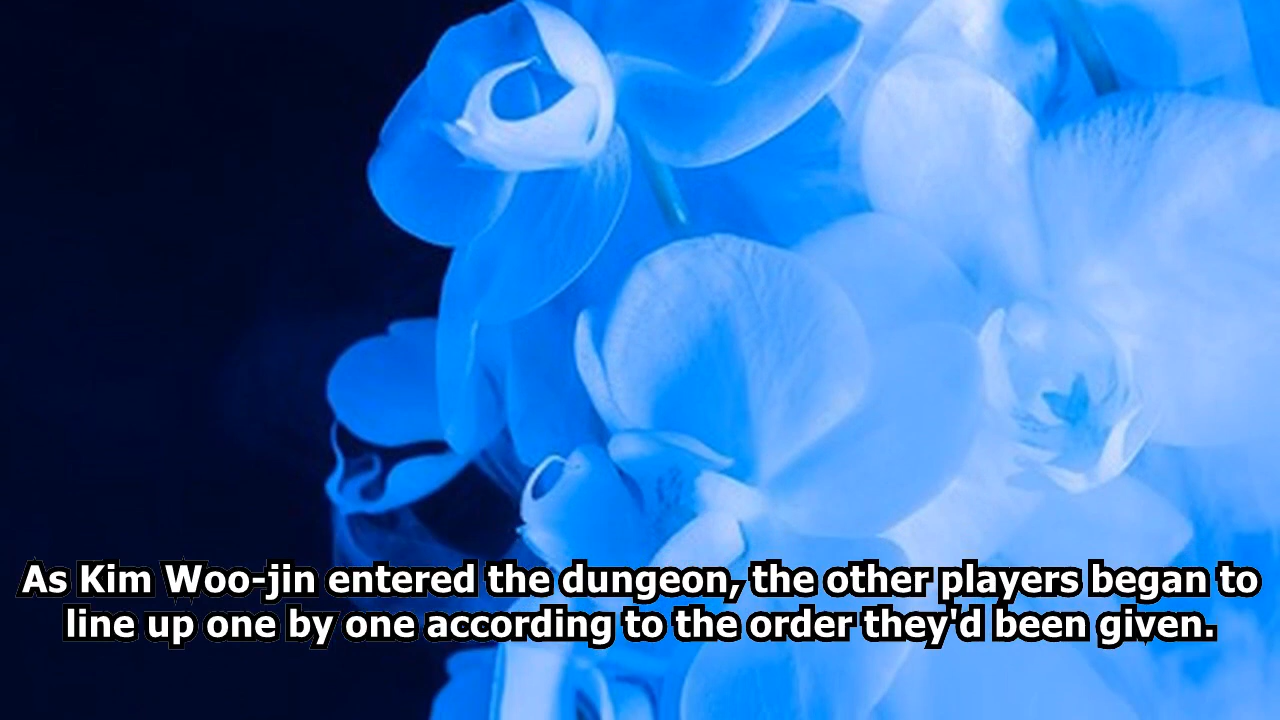 As Kim Woo-jin entered the dungeon, the other players began to
line up one by one according to the order they'd been given.